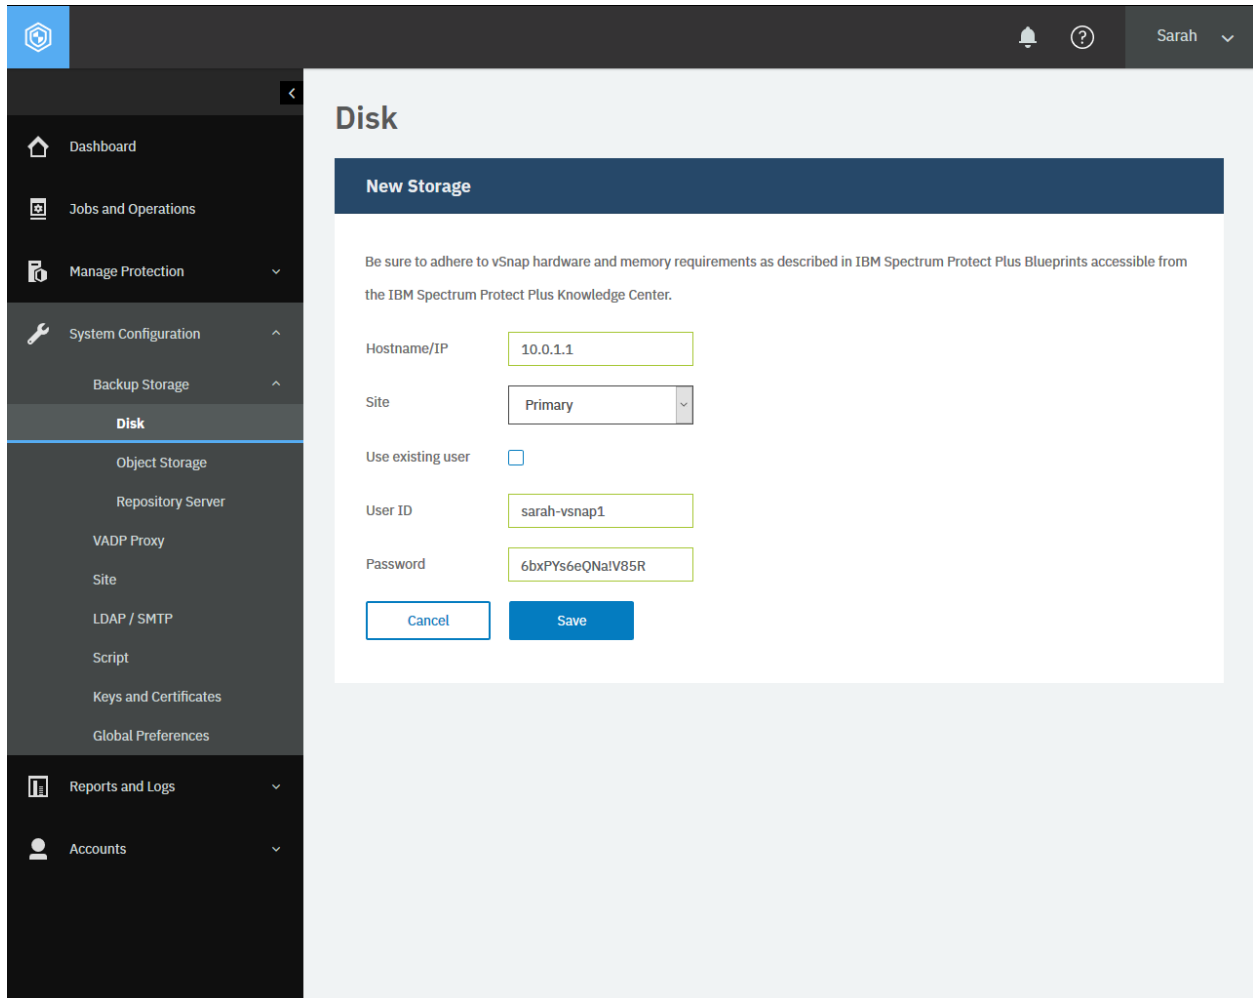 Sarah
Disk
Dashboard
Jobs and Operations
Manage Protection
System Configuration
Backup Storage
Disk
Object Storage
Repository Server
VADP Proxy
Site
LDAP / SMTP
Script
Keys and Certificates
Global Preferences
Reports and Logs
Accounts
New Storage
Be sure to adhere to vSnap hardware and memory requirements as described in IBM Spectrum Protect Plus Blueprints accessible from
the IBM Spectrum Protect Plus Knowledge Center.
Hostname/IP 10.0.1.1
Site Primary
Use existing user
User ID sarah-vsnap1
Password 6bxPYs6eQNa!V85R
Cancel Save